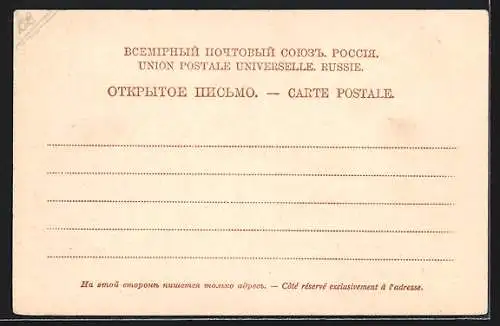 ВСЕМІРНЫЙ ПОЧТОВЫЙ СОЮЗЪ. РОССІЯ.
UNION POSTALE UNIVERSELLE. RUSSIE.
ОТКРЫТОЕ ПИСЬМО. — CARTE POSTALE.
На этой сторонѣ пишется только адресъ. — Côté réservé exclusivement à l'adresse.